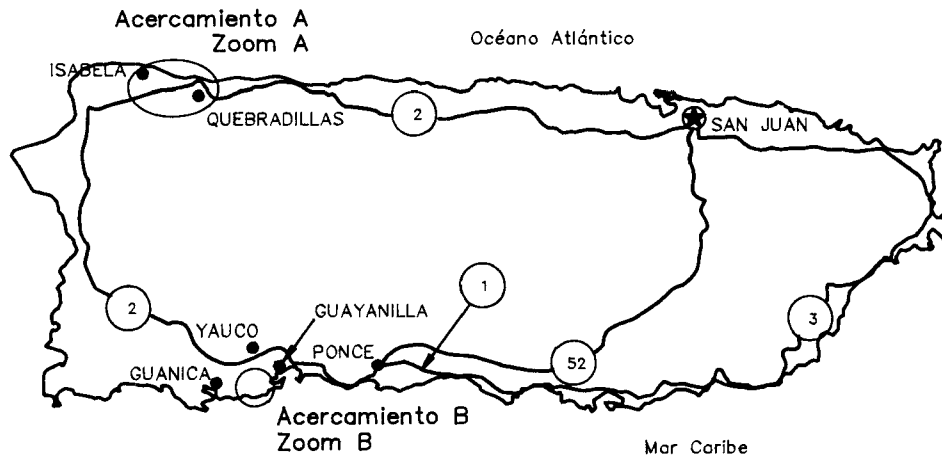 Acercamiento A
Zoom A
Océano Atlántico
ISABELA
QUEBRADILLAS
2
SAN JUAN
1
2
GUAYANILLA
3
YAUCO
PONCE
52
GUANICA
Acercamiento B
Zoom B
Mar Caribe